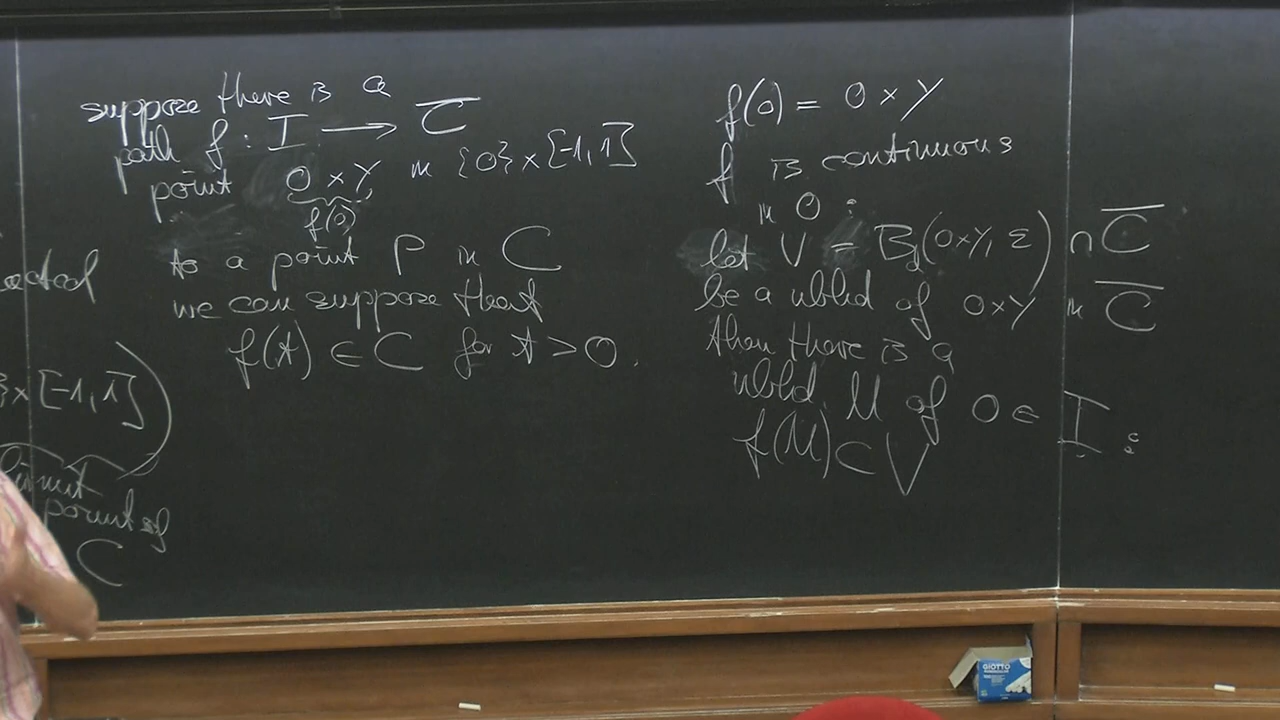 suppose there is a
path f : I → C̅
point 0 × Y, in {0} × [-1, 1]
f(0)
to a point P in C
we can suppose that
f(t) ∈ C for t > 0.
× [-1, 1])
limit
point of
C
f(0) = 0 × Y
f is continuous
in 0 :
let V = B_d(0×Y, ε) ∩ C̅
be a nbhd of 0×Y in C̅
then there is a
nbhd U of 0 ∈ I :
f(U) ⊂ V
GIOTTO